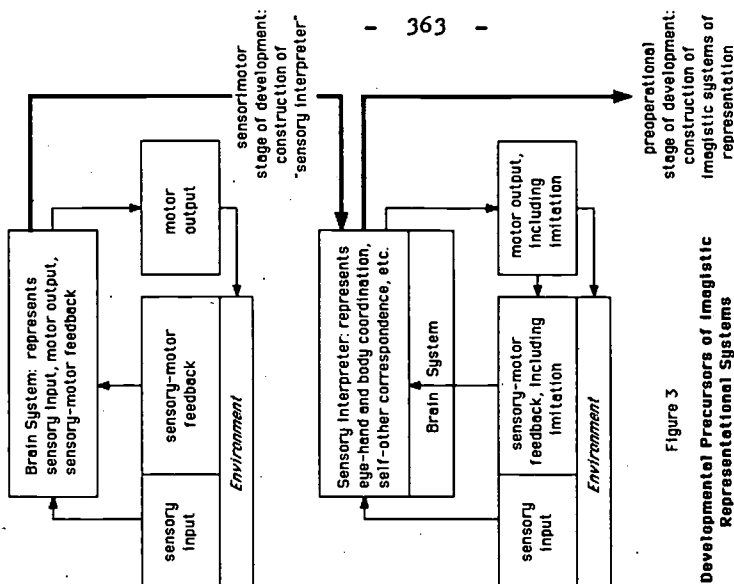 - 363 -
Brain System: represents
sensory input, motor output,
sensory-motor feedback
motor
output
sensory
input
sensory-motor
feedback
Environment
sensorimotor
stage of development:
construction of
"sensory interpreter"
Sensory Interpreter: represents
eye-hand and body coordination,
self-other correspondence, etc.
Brain System
motor output,
including
imitation
sensory
input
sensory-motor
feedback, including
imitation
Environment
preoperational
stage of development:
construction of
imagistic systems of
representation
Figure 3
Developmental Precursors of Imagistic
Representational Systems